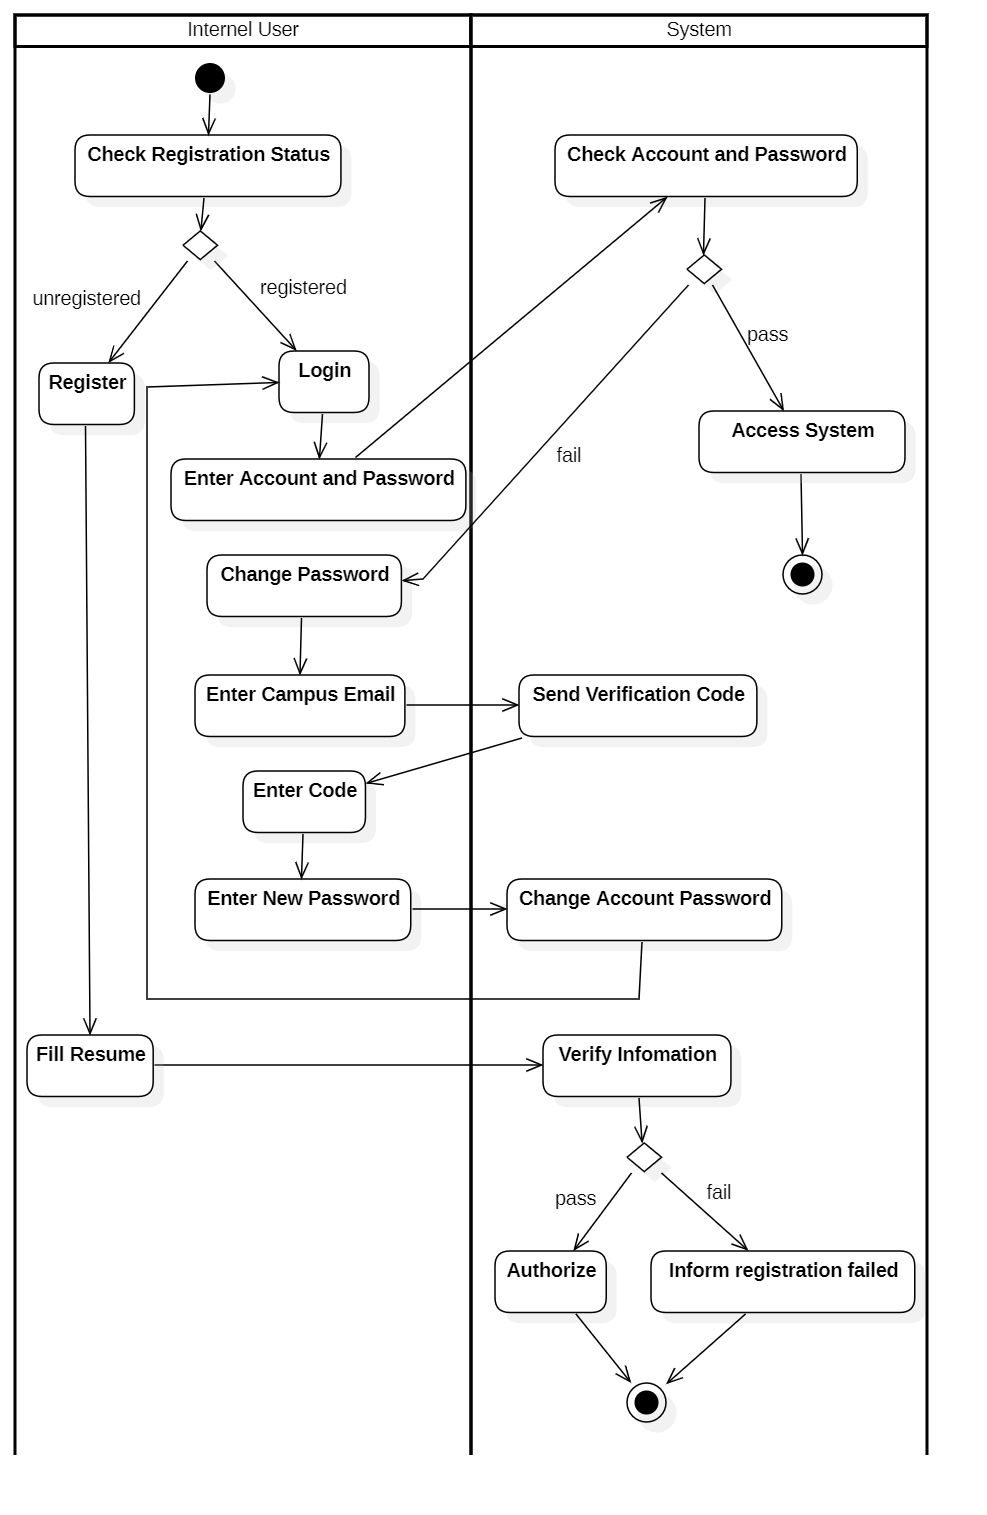 Internel User
System
Check Registration Status
Check Account and Password
unregistered
registered
pass
Register
Login
Access System
fail
Enter Account and Password
Change Password
Enter Campus Email
Send Verification Code
Enter Code
Enter New Password
Change Account Password
Fill Resume
Verify Infomation
pass
fail
Authorize
Inform registration failed